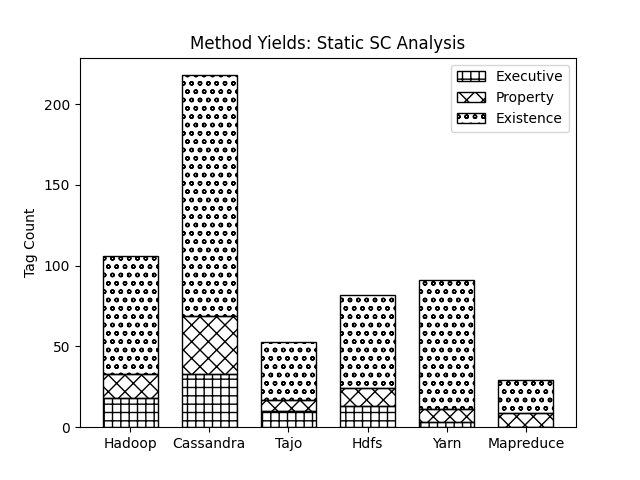 Method Yields: Static SC Analysis
Executive
Property
Existence
Tag Count
200
150
100
50
0
Hadoop Cassandra Tajo Hdfs Yarn Mapreduce